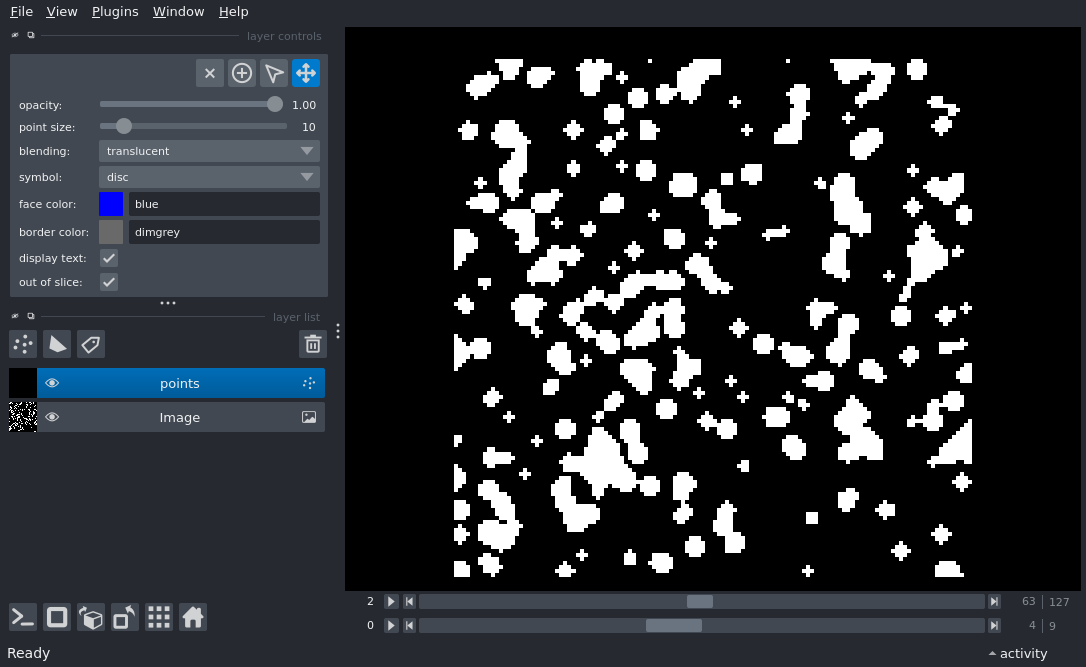 File View Plugins Window Help
layer controls
opacity: 1.00
point size: 10
blending: translucent
symbol: disc
face color: blue
border color: dimgrey
display text:
out of slice:
layer list
points
Image
2 63 127
0 4 9
Ready activity